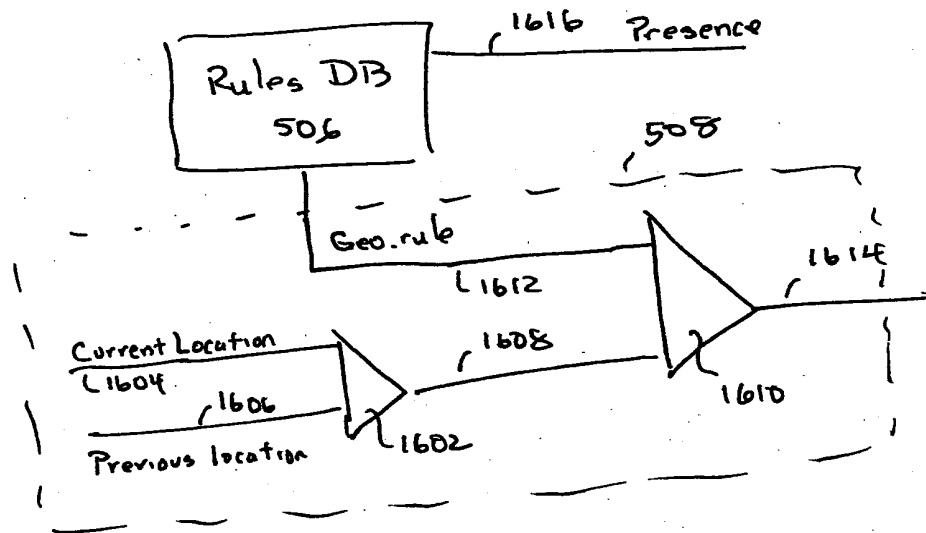 1616
Presence
Rules DB
506
508
Geo.rule
1612
1614
Current Location
1604
1608
1606
1610
1602
Previous location